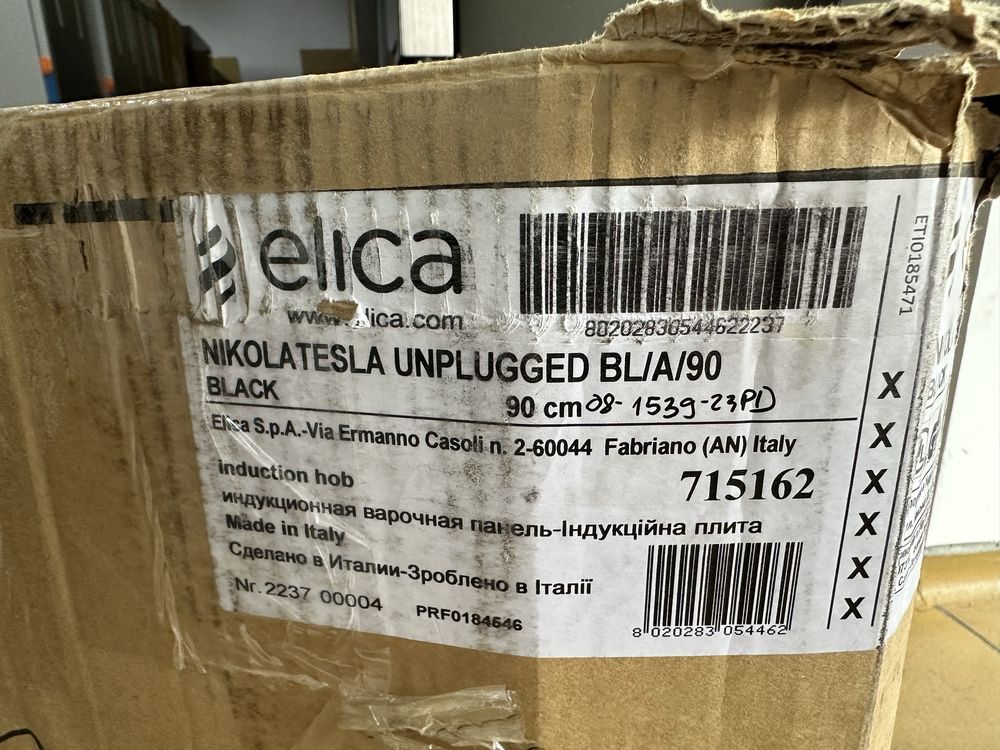 elica
www.elica.com
80202830544622237
NIKOLATESLA UNPLUGGED BL/A/90
BLACK
90 cm 08-1539-23PD
Elica S.p.A.-Via Ermanno Casoli n. 2-60044 Fabriano (AN) Italy
715162
induction hob
индукционная варочная панель-Індукційна плита
Made in Italy
Сделано в Италии-Зроблено в Італії
Nr. 2237 00004
PRF0184546
8 020283 054462
ETI0185471
X
X
X
X
X
X